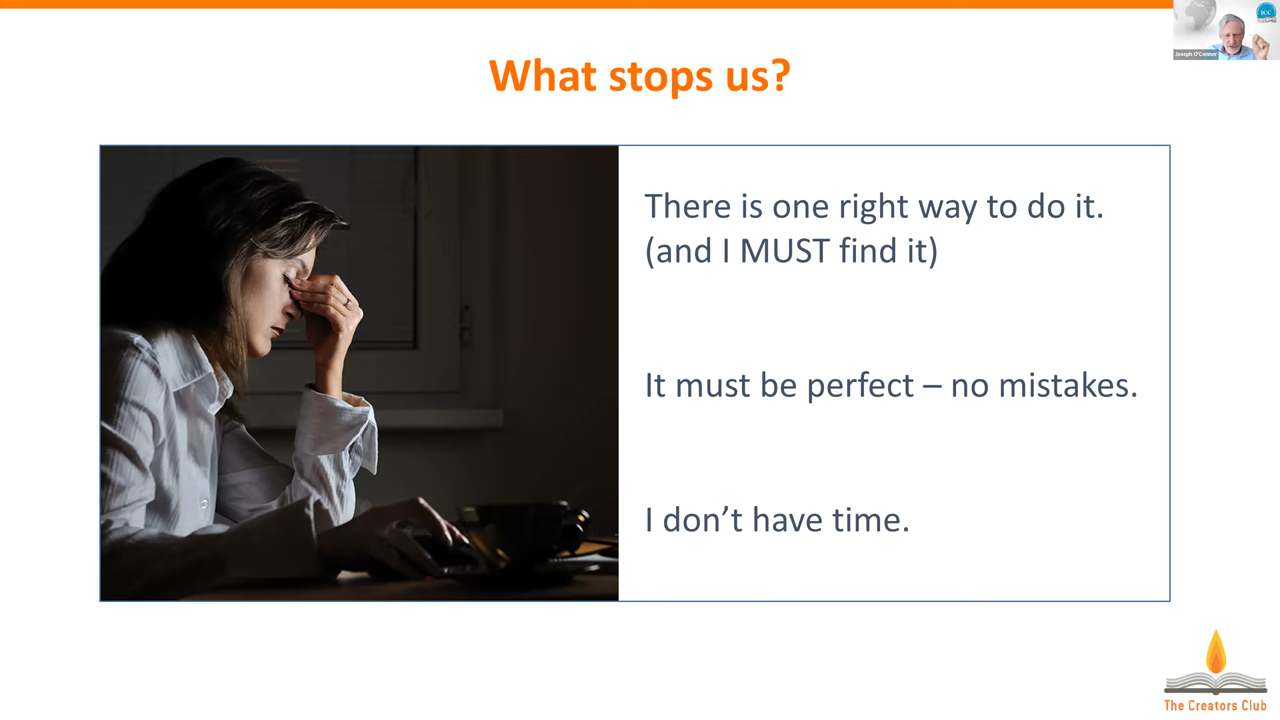 ICC
Joseph O'Connor
What stops us?
There is one right way to do it.
(and I MUST find it)
It must be perfect – no mistakes.
I don't have time.
The Creators Club